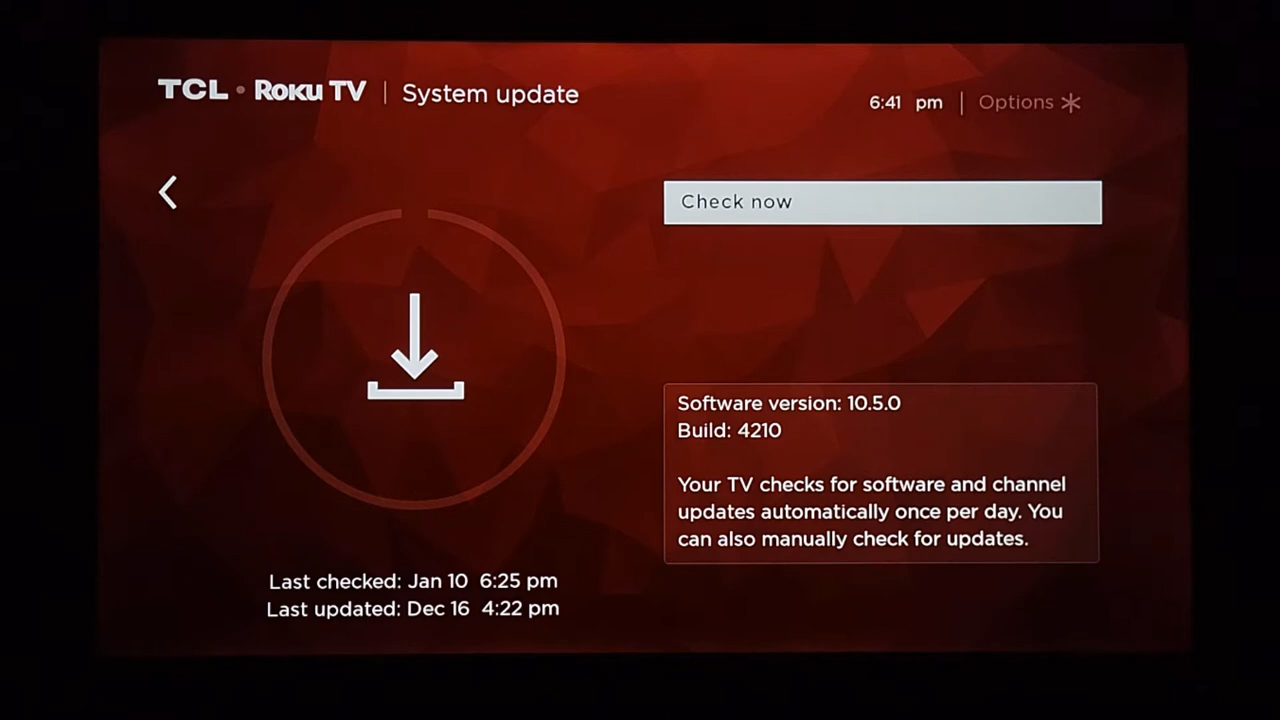 TCL • Roku TV | System update
6:41 pm | Options
Check now
Software version: 10.5.0
Build: 4210
Your TV checks for software and channel
updates automatically once per day. You
can also manually check for updates.
Last checked: Jan 10 6:25 pm
Last updated: Dec 16 4:22 pm